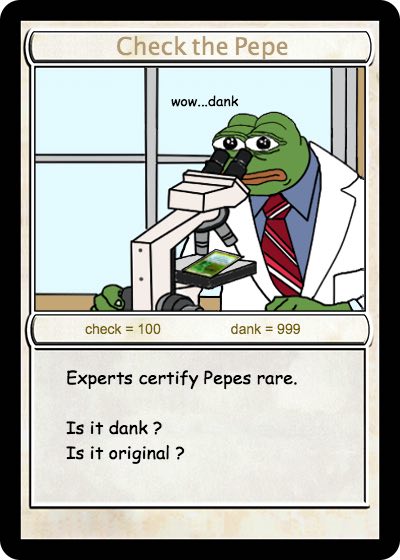 Check the Pepe
wow...dank
check = 100 dank = 999
Experts certify Pepes rare.
Is it dank ?
Is it original ?